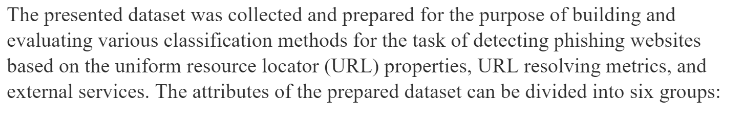 The presented dataset was collected and prepared for the purpose of building and
evaluating various classification methods for the task of detecting phishing websites
based on the uniform resource locator (URL) properties, URL resolving metrics, and
external services. The attributes of the prepared dataset can be divided into six groups: